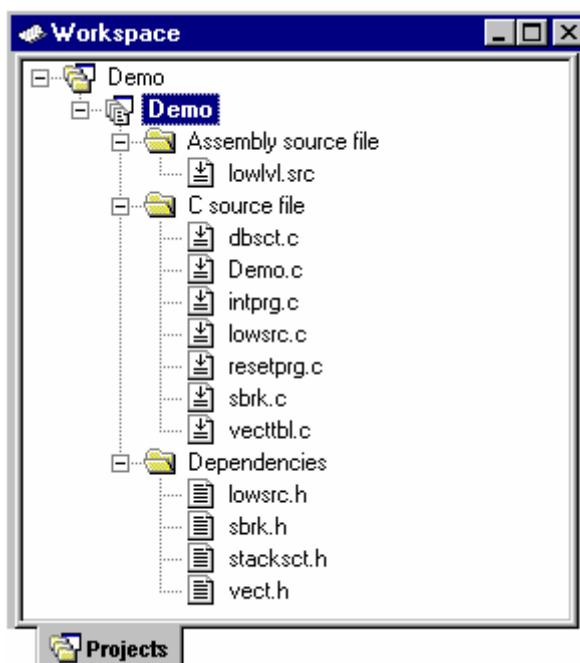 Workspace
Demo
Demo
Assembly source file
lowlvl.src
C source file
dbsct.c
Demo.c
intprg.c
lowsrc.c
resetprg.c
sbrk.c
vecttbl.c
Dependencies
lowsrc.h
sbrk.h
stacksct.h
vect.h
Projects